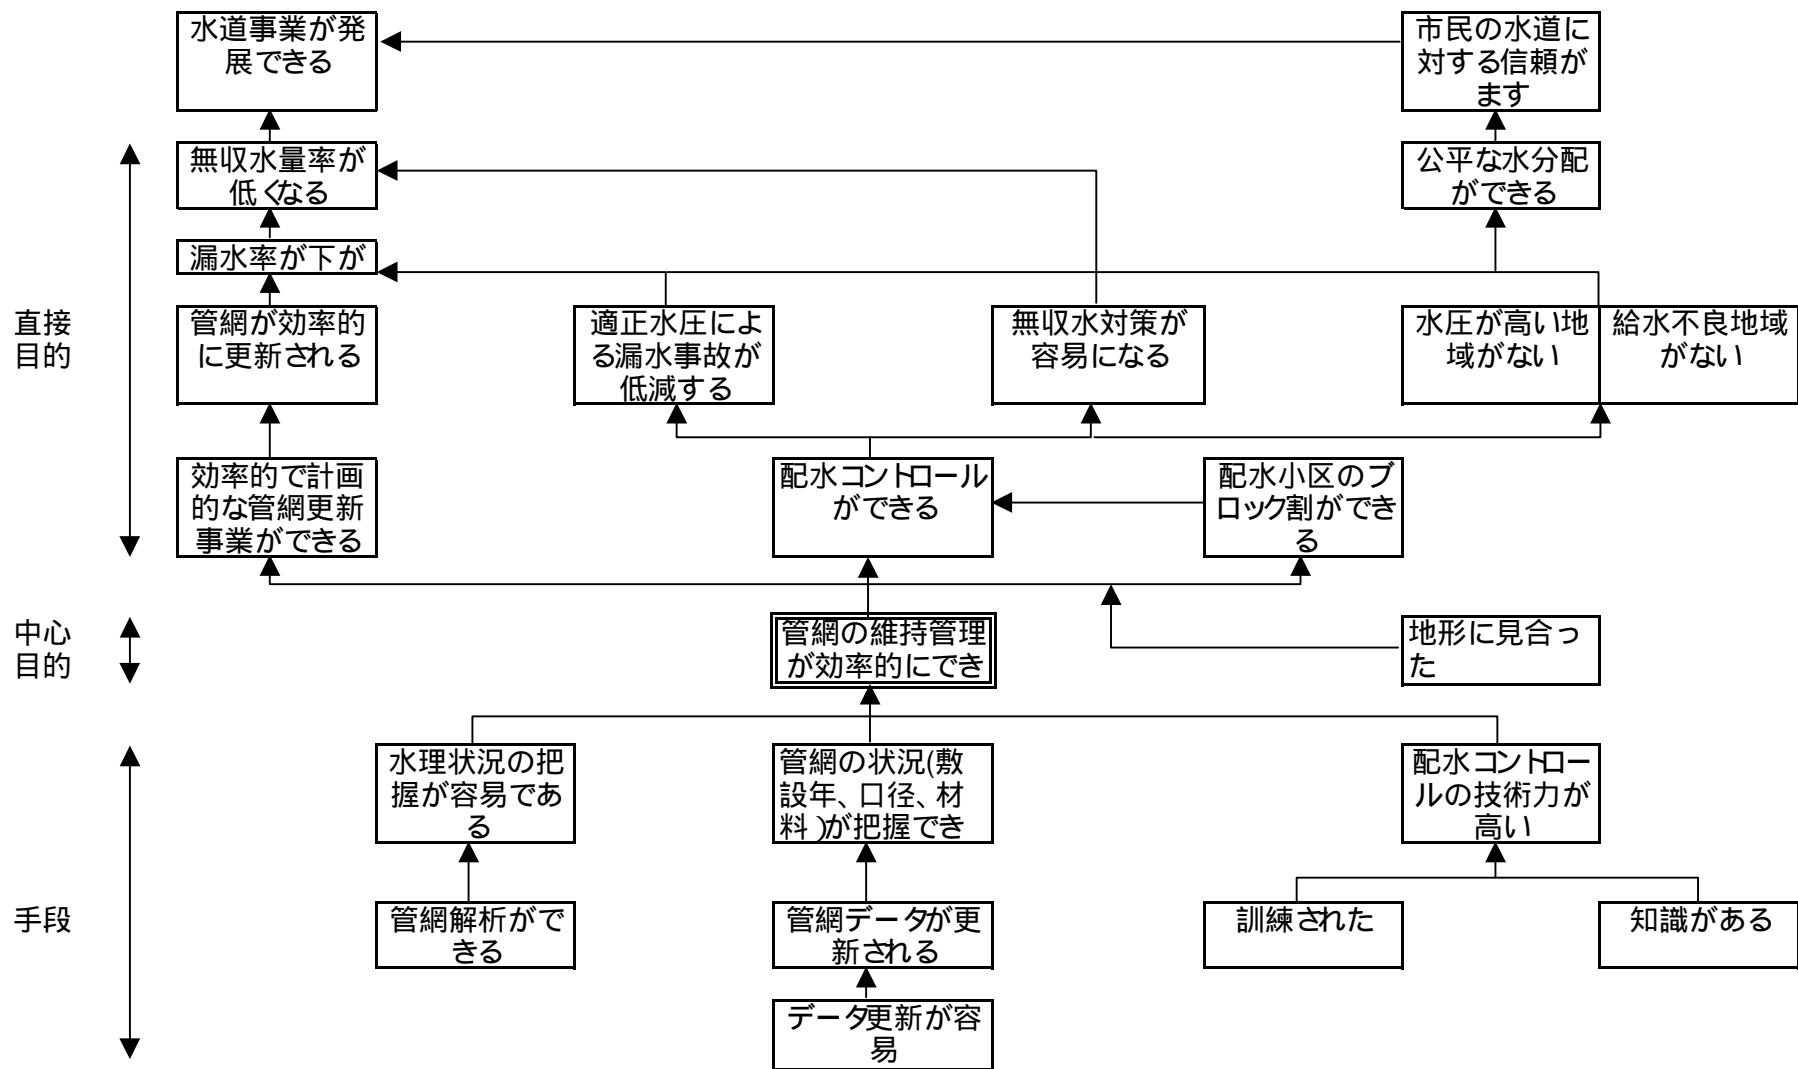 水道事業が発
展できる
市民の水道に
対する信頼が
ます
無収水量率が
低くなる
公平な水分配
ができる
漏水率が下が
直接
目的
管網が効率的
に更新される
適正水圧によ
る漏水事故が
低減する
無収水対策が
容易になる
水圧が高い地
域がない
給水不良地域
がない
効率的で計画
的な管網更新
事業ができる
配水コントロール
ができる
配水小区のブ
ロック割ができ
る
中心
目的
管網の維持管理
が効率的にでき
地形に見合っ
た
水理状況の把
握が容易であ
る
管網の状況(敷
設年、口径、材
料)が把握でき
配水コントロー
ルの技術力が
高い
手段
管網解析がで
きる
管網データが更
新される
訓練された
知識がある
データ更新が容
易